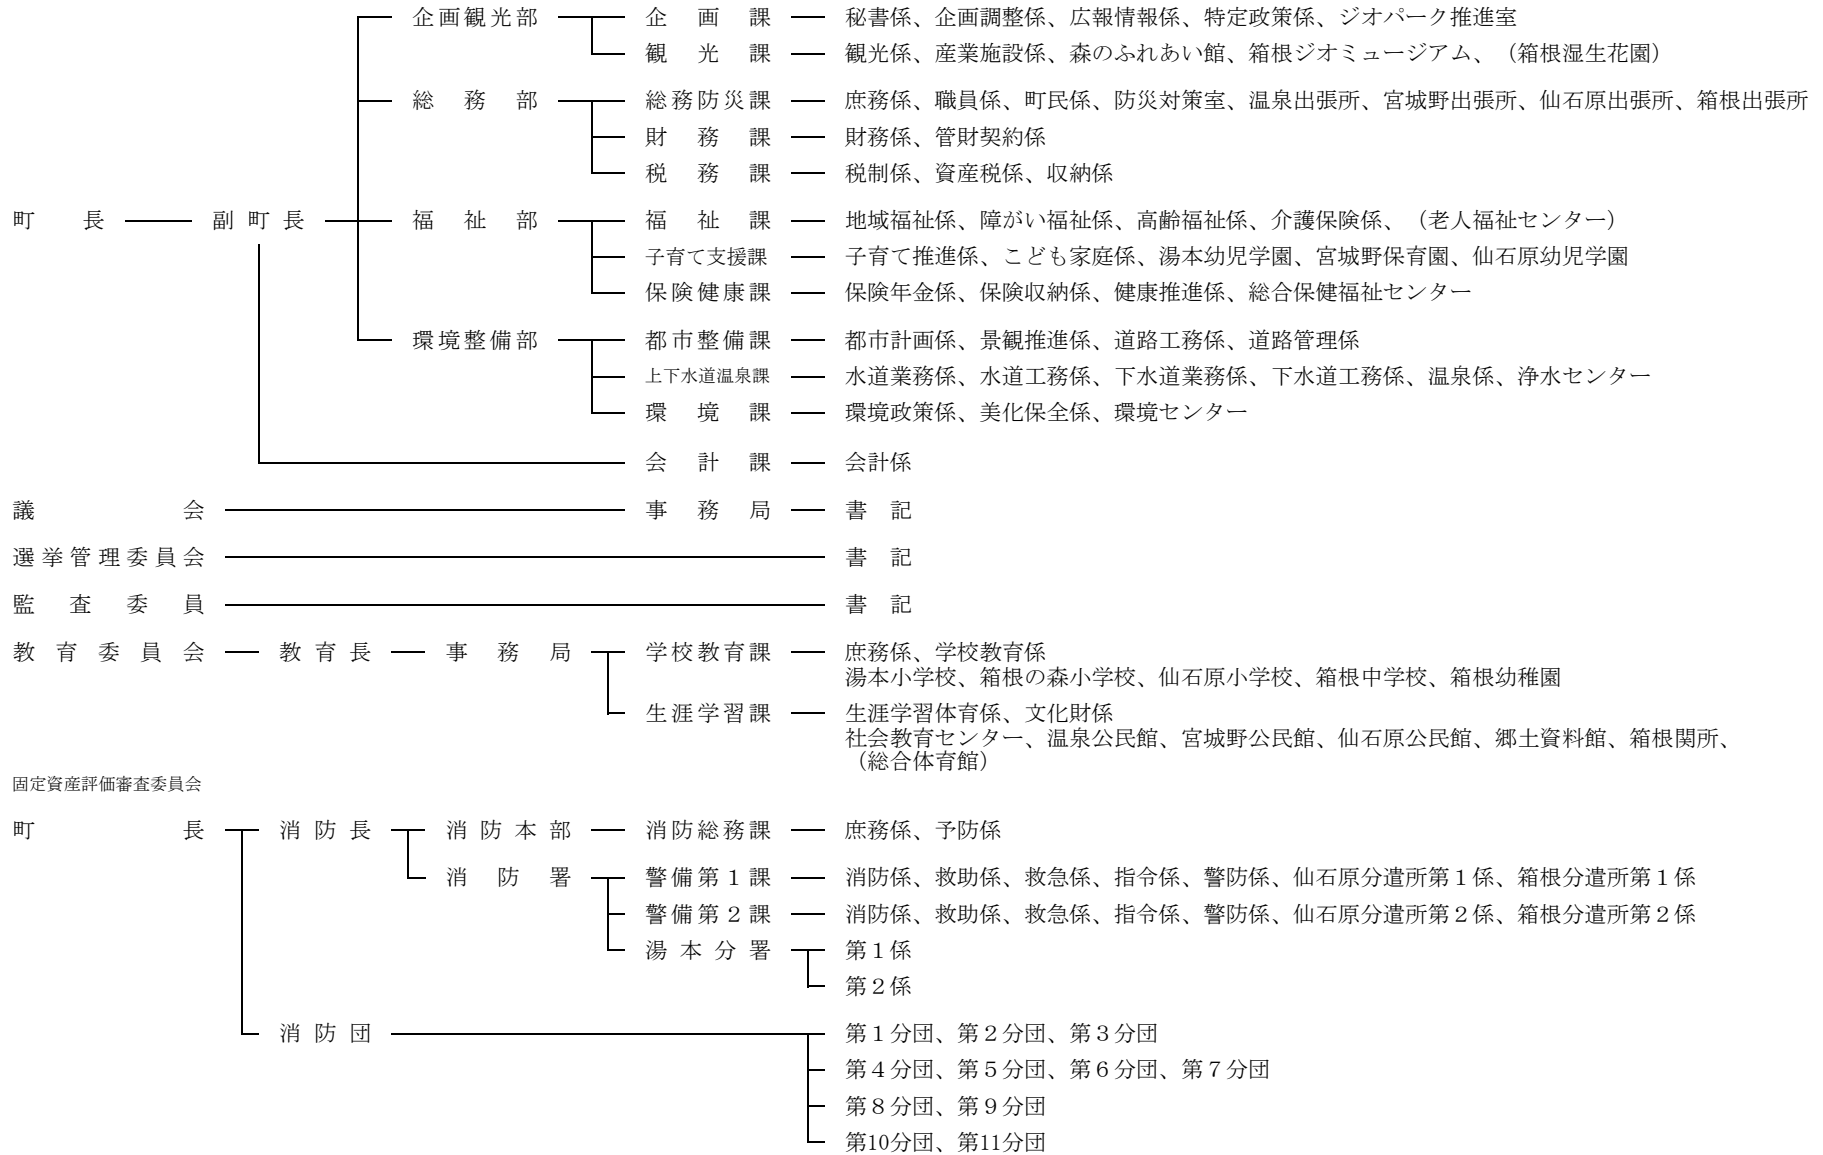 企画観光部 企画課 秘書係、企画調整係、広報情報係、特定政策係、ジオパーク推進室
観光課 観光係、産業施設係、森のふれあい館、箱根ジオミュージアム、（箱根湿生花園）
総務部 総務防災課 庶務係、職員係、町民係、防災対策室、温泉出張所、宮城野出張所、仙石原出張所、箱根出張所
財務課 財務係、管財契約係
税務課 税制係、資産税係、収納係
町長 副町長 福祉部 福祉課 地域福祉係、障がい福祉係、高齢福祉係、介護保険係、（老人福祉センター）
子育て支援課 子育て推進係、こども家庭係、湯本幼児学園、宮城野保育園、仙石原幼児学園
保険健康課 保険年金係、保険収納係、健康推進係、総合保健福祉センター
環境整備部 都市整備課 都市計画係、景観推進係、道路工務係、道路管理係
上下水道温泉課 水道業務係、水道工務係、下水道業務係、下水道工務係、温泉係、浄水センター
環境課 環境政策係、美化保全係、環境センター
会計課 会計係
議会 事務局 書記
選挙管理委員会 書記
監査委員 書記
教育委員会 教育長 事務局 学校教育課 庶務係、学校教育係
湯本小学校、箱根の森小学校、仙石原小学校、箱根中学校、箱根幼稚園
生涯学習課 生涯学習体育係、文化財係
社会教育センター、温泉公民館、宮城野公民館、仙石原公民館、郷土資料館、箱根関所、
（総合体育館）
固定資産評価審査委員会
町長 消防長 消防本部 消防総務課 庶務係、予防係
消防署 警備第１課 消防係、救助係、救急係、指令係、警防係、仙石原分遣所第１係、箱根分遣所第１係
警備第２課 消防係、救助係、救急係、指令係、警防係、仙石原分遣所第２係、箱根分遣所第２係
湯本分署 第１係
第２係
消防団 第１分団、第２分団、第３分団
第４分団、第５分団、第６分団、第７分団
第８分団、第９分団
第10分団、第11分団